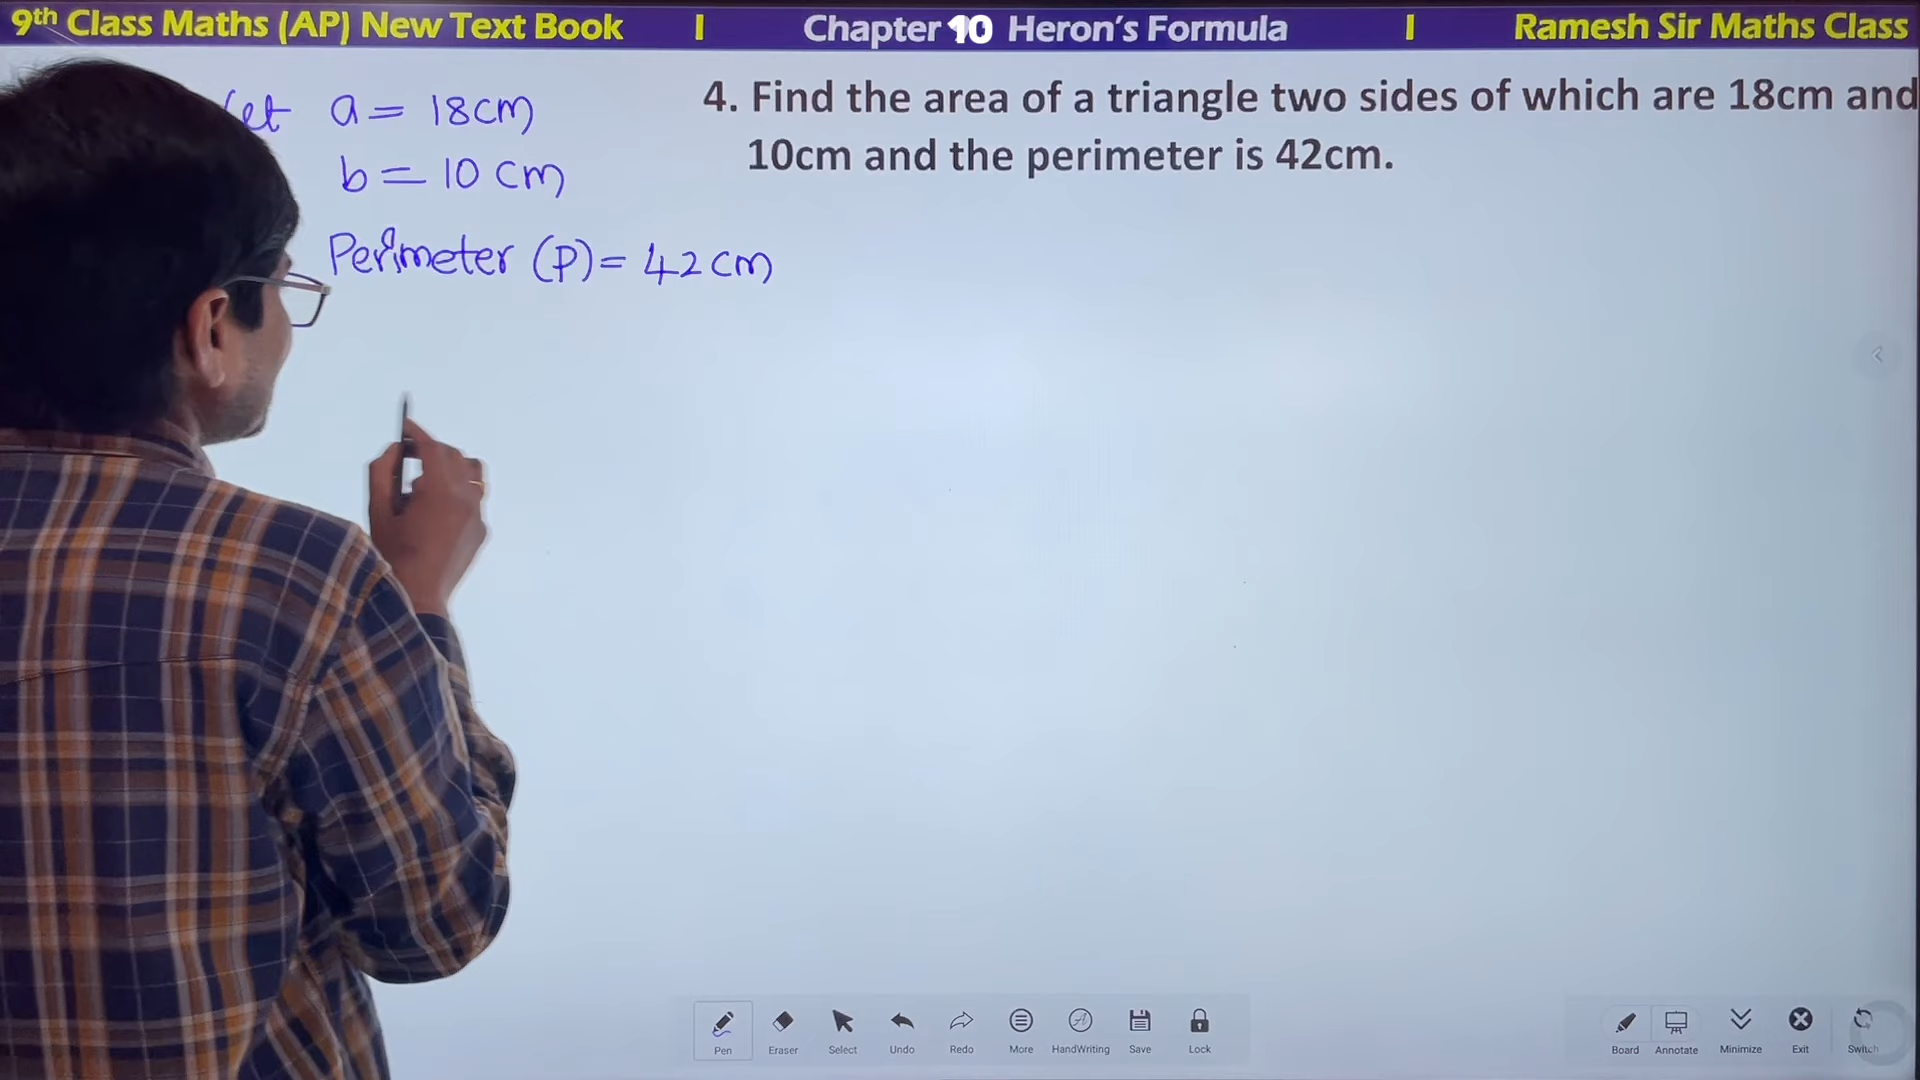 9th Class Maths (AP) New Text Book I Chapter 10 Heron's Formula I Ramesh Sir Maths Class
Let a = 18cm
b = 10 cm
Perimeter (P) = 42 cm
4. Find the area of a triangle two sides of which are 18cm and
10cm and the perimeter is 42cm.
Pen Eraser Select Undo Redo More HandWriting Save Lock
Board Annotate Minimize Exit Switch